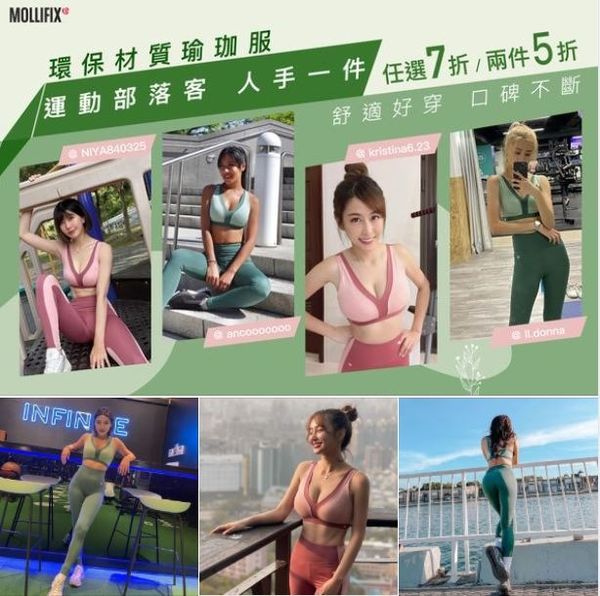 MOLLIFIX
環保材質瑜珈服
運動部落客 人手一件
任選7折/兩件5折
舒適好穿 口碑不斷
@ NIYA840325
@ kristina6.23
@ ancooooooo
@ ll.donna
INFIN